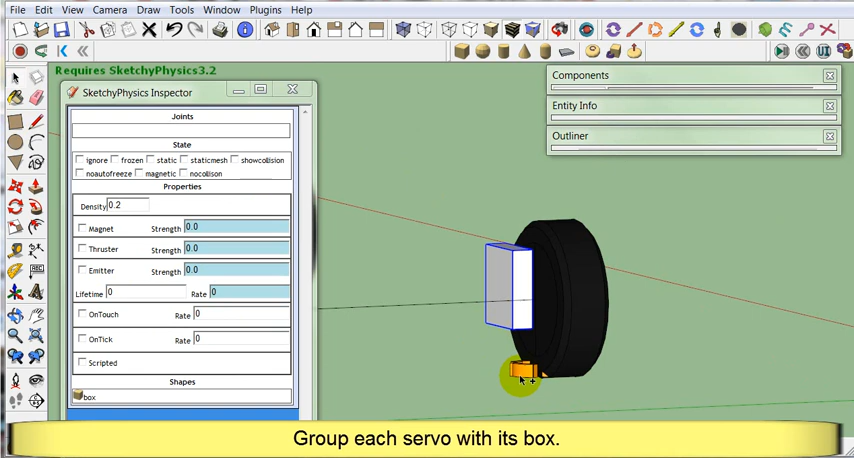 File Edit View Camera Draw Tools Window Plugins Help
Requires SketchyPhysics3.2
SketchyPhysics Inspector
Joints
State
ignore frozen static staticmesh showcollision
noautofreeze magnetic nocollison
Properties
Density 0.2
Magnet Strength 0.0
Thruster Strength 0.0
Emitter Strength 0.0
Lifetime 0 Rate 0
OnTouch Rate 0
OnTick Rate 0
Scripted
Shapes
box
Components
Entity Info
Outliner
Group each servo with its box.